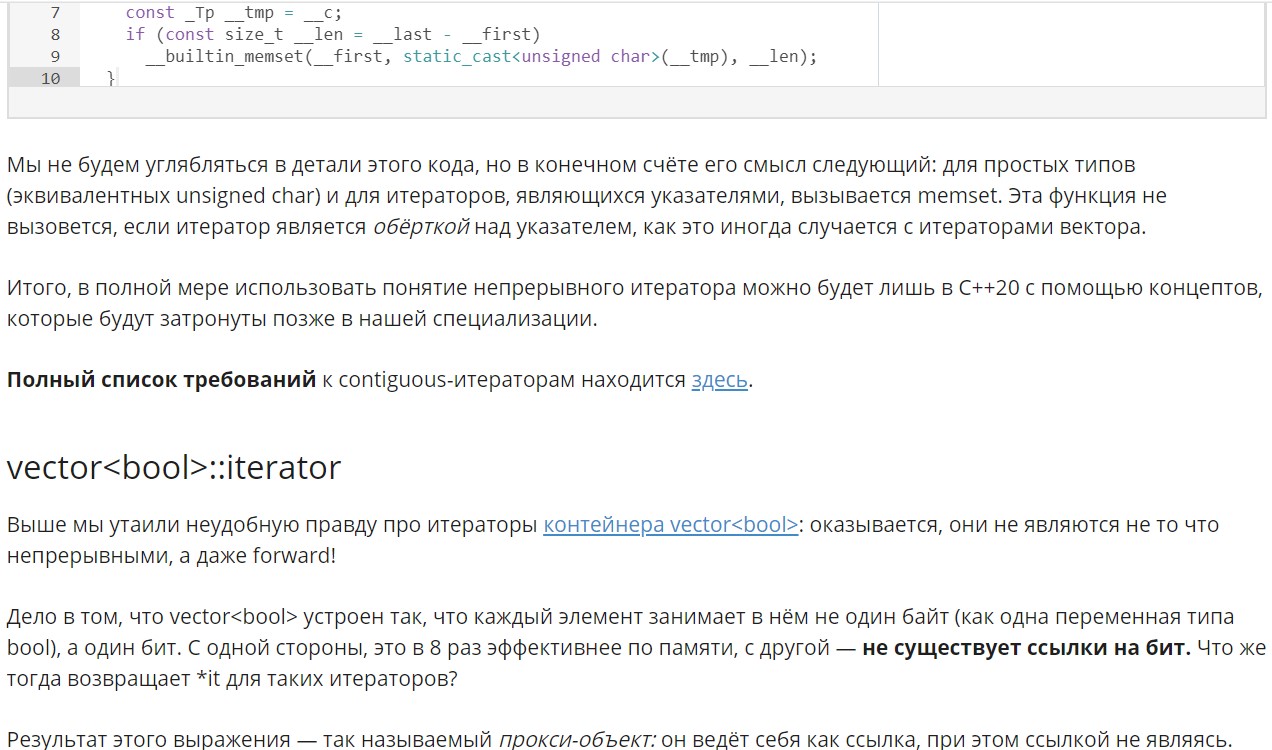 7 const _Tp __tmp = __c;
8 if (const size_t __len = __last - __first)
9 __builtin_memset(__first, static_cast<unsigned char>(__tmp), __len);
10 }
Мы не будем углябляться в детали этого кода, но в конечном счёте его смысл следующий: для простых типов
(эквивалентных unsigned char) и для итераторов, являющихся указателями, вызывается memset. Эта функция не
вызовется, если итератор является обёрткой над указателем, как это иногда случается с итераторами вектора.
Итого, в полной мере использовать понятие непрерывного итератора можно будет лишь в C++20 с помощью концептов,
которые будут затронуты позже в нашей специализации.
Полный список требований к contiguous-итераторам находится здесь.
vector<bool>::iterator
Выше мы утаили неудобную правду про итераторы контейнера vector<bool>: оказывается, они не являются не то что
непрерывными, а даже forward!
Дело в том, что vector<bool> устроен так, что каждый элемент занимает в нём не один байт (как одна переменная типа
bool), а один бит. С одной стороны, это в 8 раз эффективнее по памяти, с другой — не существует ссылки на бит. Что же
тогда возвращает *it для таких итераторов?
Результат этого выражения — так называемый прокси-объект: он ведёт себя как ссылка, при этом ссылкой не являясь.